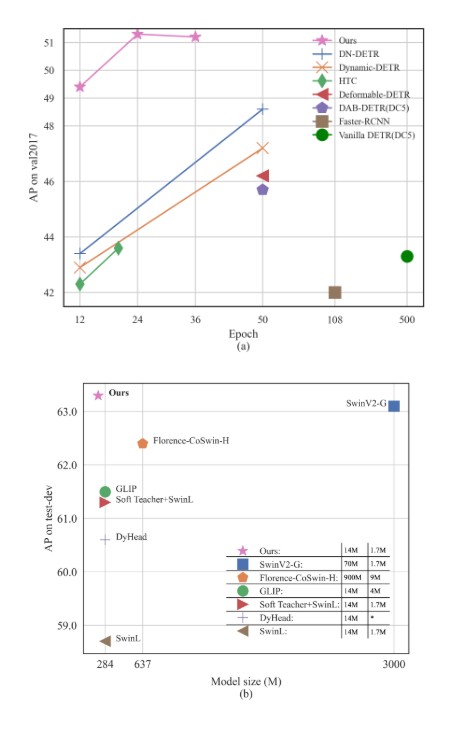 51
50
49
48
46
44
42
AP on val2017
Ours
DN-DETR
Dynamic-DETR
HTC
Deformable-DETR
DAB-DETR(DC5)
Faster-RCNN
Vanilla DETR(DC5)
12 24 36 50 108 500
Epoch
(a)
63.0
62.0
61.0
60.0
59.0
AP on test-dev
Ours
SwinV2-G
Florence-CoSwin-H
GLIP
Soft Teacher+SwinL
DyHead
SwinL
Ours: 14M 1.7M
SwinV2-G: 70M 1.7M
Florence-CoSwin-H: 900M 9M
GLIP: 14M 4M
Soft Teacher+SwinL: 14M 1.7M
DyHead: 14M *
SwinL: 14M 1.7M
284 637 3000
Model size (M)
(b)